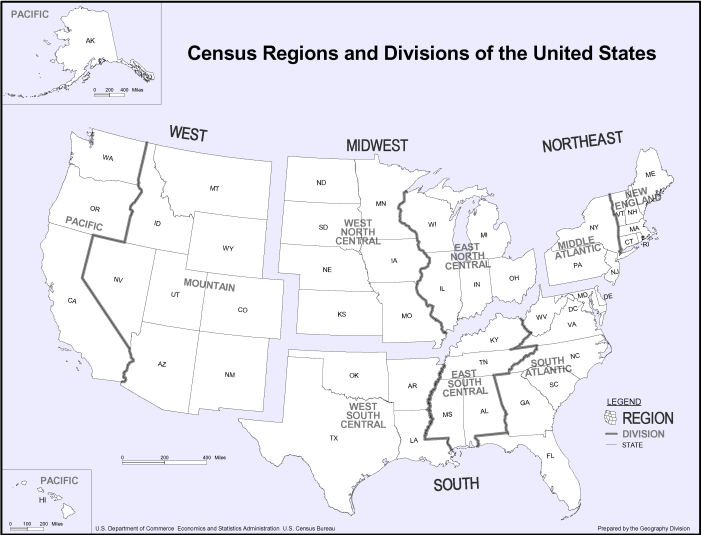 PACIFIC
AK
0 200 400 Miles
Census Regions and Divisions of the United States
WEST
MIDWEST
NORTHEAST
WA
MT
ND
MN
ME
OR
ID
SD
WI
MI
NEW
ENGLAND
VT
NH
NY
MA
CT
RI
PACIFIC
WY
WEST
NORTH
CENTRAL
EAST
NORTH
CENTRAL
MIDDLE
ATLANTIC
IA
NE
PA
NJ
NV
UT
MOUNTAIN
CO
IL
IN
OH
CA
KS
MO
WV
MD
DE
DC
VA
KY
AZ
NM
OK
AR
TN
NC
EAST
SOUTH
CENTRAL
SOUTH
ATLANTIC
SC
WEST
SOUTH
CENTRAL
MS
AL
GA
TX
LA
FL
LEGEND
REGION
DIVISION
STATE
0 200 400 Miles
SOUTH
PACIFIC
HI
0 100 200 Miles
U.S. Department of Commerce Economics and Statistics Administration U.S. Census Bureau
Prepared by the Geography Division